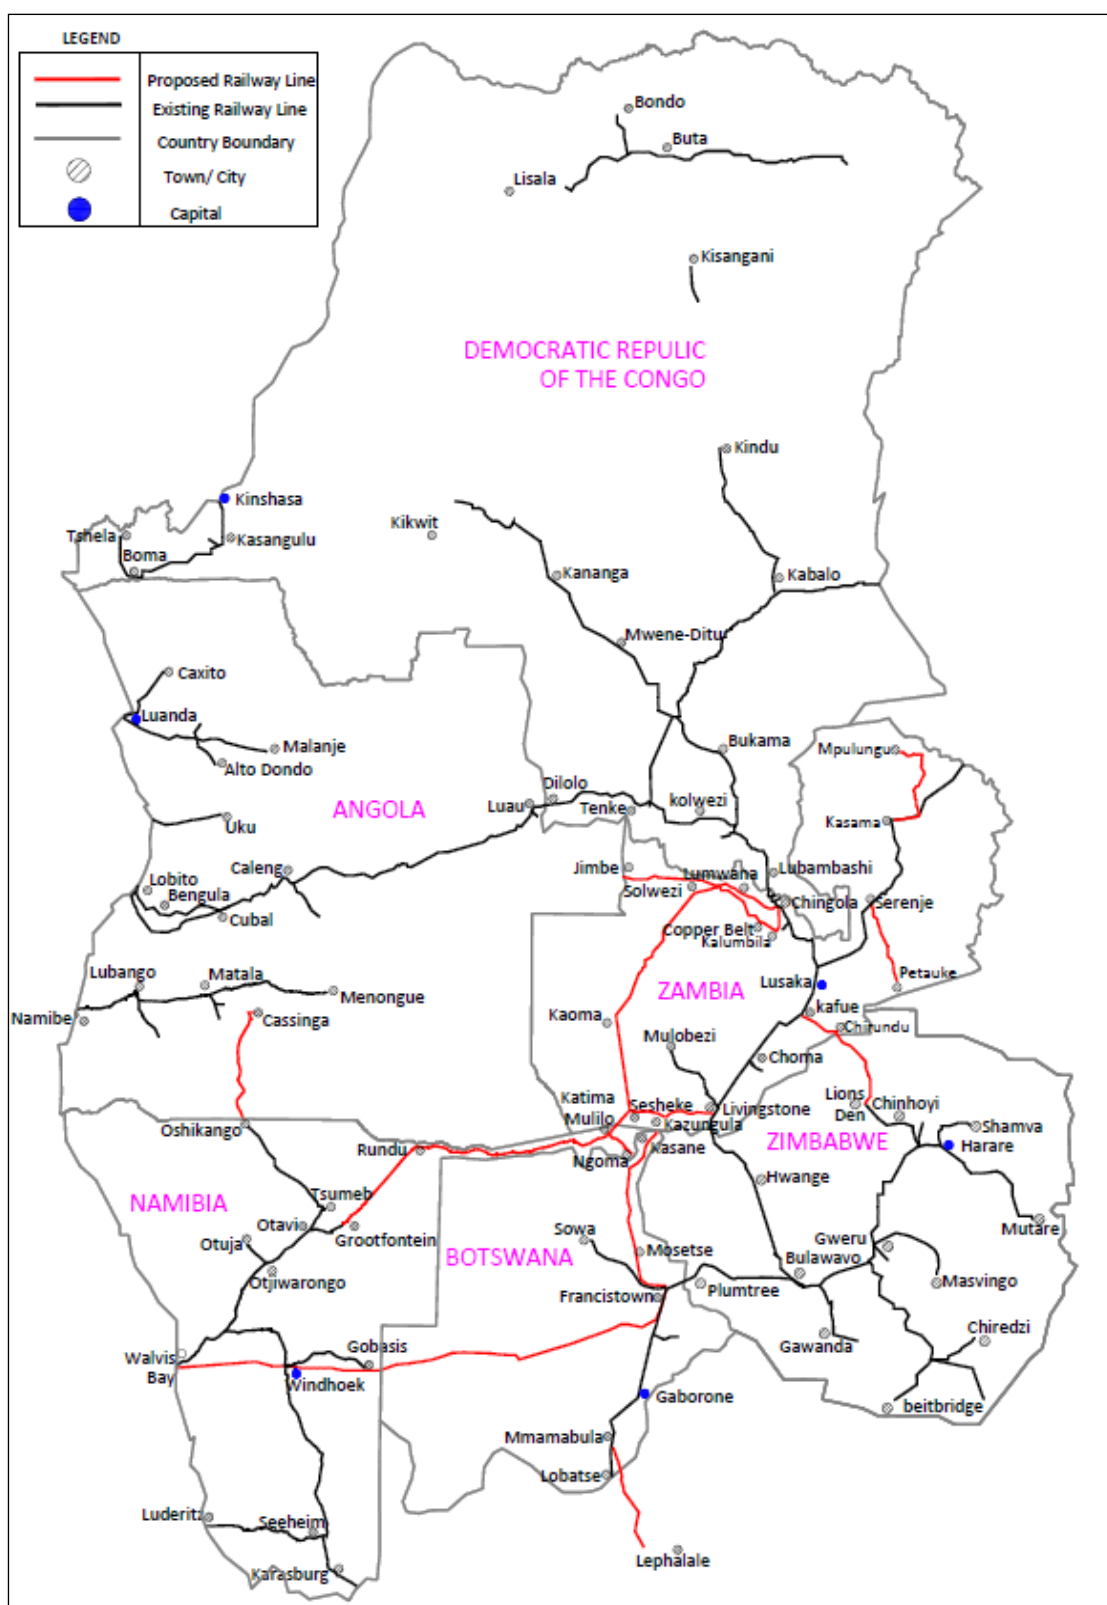 LEGEND
Proposed Railway Line
Existing Railway Line
Country Boundary
Town/ City
Capital
Bondo
Buta
Lisala
Kisangani
DEMOCRATIC REPULIC
OF THE CONGO
Kindu
Kinshasa
Tshela
Kasangulu
Kikwit
Boma
Kananga
Kabalo
Mwene-Ditu
Caxito
Luanda
Malanje
Alto Dondo
Bukama
Mpulungu
Dilolo
Luau
Tenke
kolwezi
ANGOLA
Uku
Kasama
Caleng
Jimbe
Lumwana
Lubambashi
Lobito
Bengula
Solwezi
Chingola
Serenje
Cubal
Copper Belt
Kalumbila
Lubango
Matala
Menongue
ZAMBIA
Lusaka
Petauke
Namibe
Cassinga
Kaoma
kafue
Chirundu
Mulobezi
Choma
Katima
Mulilo
Sesheke
Livingstone
Lions
Den
Chinhoyi
Oshikango
Kazungula
Shamva
Rundu
Kasane
ZIMBABWE
Harare
Ngoma
Hwange
NAMIBIA
Tsumeb
Otavi
Grootfontein
Sowa
Mutare
Otuja
BOTSWANA
Mosetse
Gweru
Bulawavo
Otjiwarongo
Francistown
Plumtree
Masvingo
Gawanda
Chiredzi
Walvis
Bay
Gobasis
Windhoek
Gaborone
beitbridge
Mmamabula
Lobatse
Luderitz
Seeheim
Karasburg
Lephalale